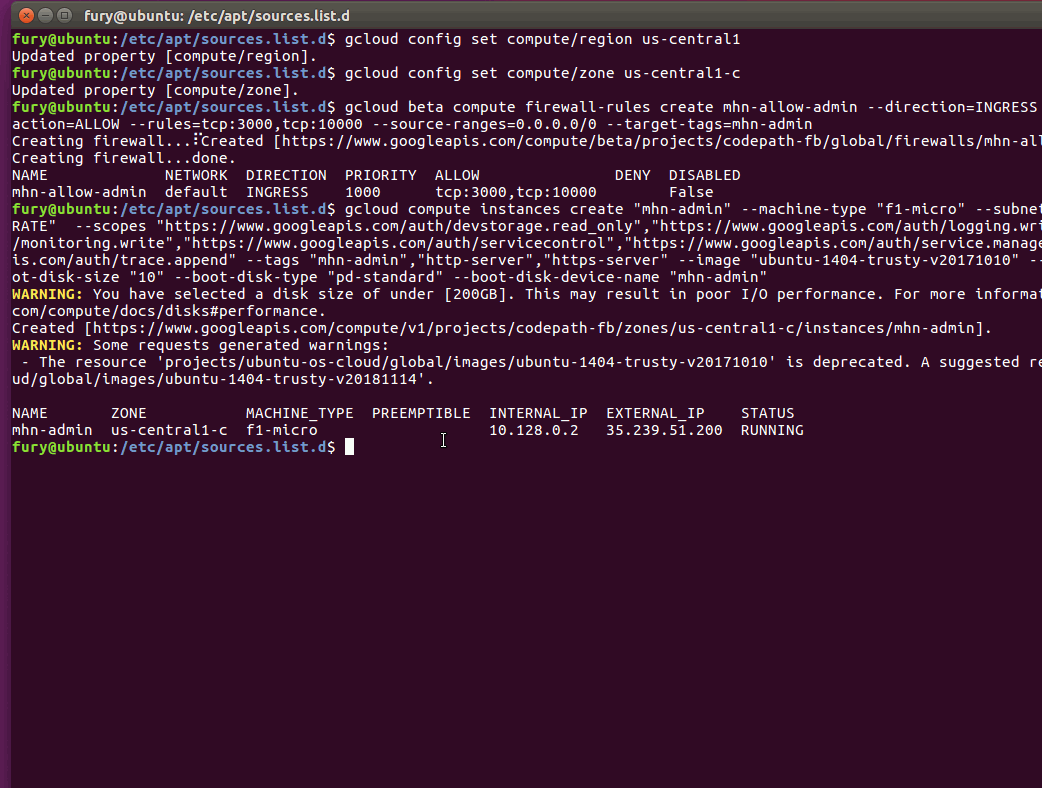 fury@ubuntu: /etc/apt/sources.list.d
fury@ubuntu:/etc/apt/sources.list.d$ gcloud config set compute/region us-central1
Updated property [compute/region].
fury@ubuntu:/etc/apt/sources.list.d$ gcloud config set compute/zone us-central1-c
Updated property [compute/zone].
fury@ubuntu:/etc/apt/sources.list.d$ gcloud beta compute firewall-rules create mhn-allow-admin --direction=INGRESS
action=ALLOW --rules=tcp:3000,tcp:10000 --source-ranges=0.0.0.0/0 --target-tags=mhn-admin
Creating firewall...⠏Created [https://www.googleapis.com/compute/beta/projects/codepath-fb/global/firewalls/mhn-all
Creating firewall...done.
NAME NETWORK DIRECTION PRIORITY ALLOW DENY DISABLED
mhn-allow-admin default INGRESS 1000 tcp:3000,tcp:10000 False
fury@ubuntu:/etc/apt/sources.list.d$ gcloud compute instances create "mhn-admin" --machine-type "f1-micro" --subnet
RATE" --scopes "https://www.googleapis.com/auth/devstorage.read_only","https://www.googleapis.com/auth/logging.wri
/monitoring.write","https://www.googleapis.com/auth/servicecontrol","https://www.googleapis.com/auth/service.manage
is.com/auth/trace.append" --tags "mhn-admin","http-server","https-server" --image "ubuntu-1404-trusty-v20171010" --
ot-disk-size "10" --boot-disk-type "pd-standard" --boot-disk-device-name "mhn-admin"
WARNING: You have selected a disk size of under [200GB]. This may result in poor I/O performance. For more informat
com/compute/docs/disks#performance.
Created [https://www.googleapis.com/compute/v1/projects/codepath-fb/zones/us-central1-c/instances/mhn-admin].
WARNING: Some requests generated warnings:
- The resource 'projects/ubuntu-os-cloud/global/images/ubuntu-1404-trusty-v20171010' is deprecated. A suggested re
ud/global/images/ubuntu-1404-trusty-v20181114'.
NAME ZONE MACHINE_TYPE PREEMPTIBLE INTERNAL_IP EXTERNAL_IP STATUS
mhn-admin us-central1-c f1-micro 10.128.0.2 35.239.51.200 RUNNING
fury@ubuntu:/etc/apt/sources.list.d$